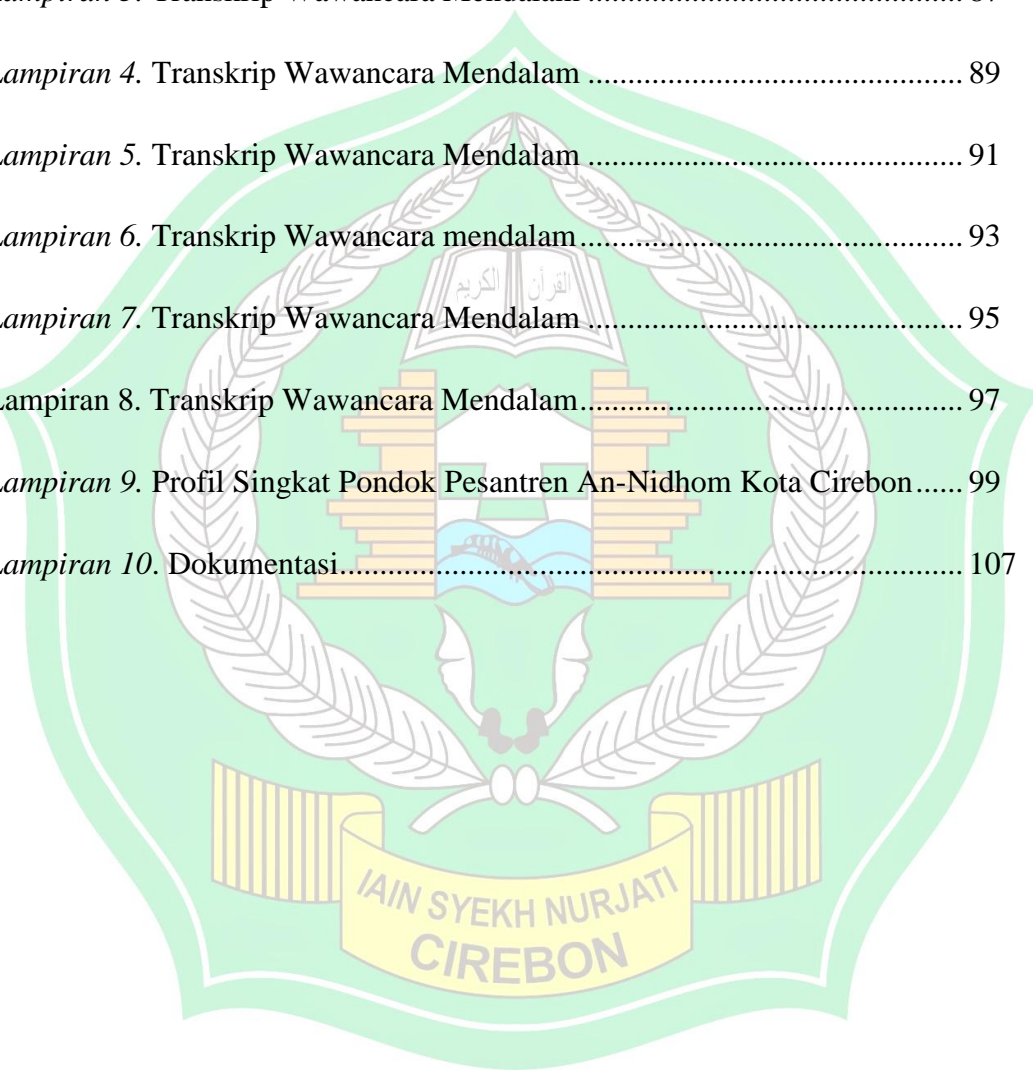 Lampiran 4. Transkrip Wawancara Mendalam ........................................ 89
Lampiran 5. Transkrip Wawancara Mendalam ........................................ 91
Lampiran 6. Transkrip Wawancara mendalam ........................................ 93
Lampiran 7. Transkrip Wawancara Mendalam ........................................ 95
Lampiran 8. Transkrip Wawancara Mendalam ........................................ 97
Lampiran 9. Profil Singkat Pondok Pesantren An-Nidhom Kota Cirebon ...... 99
Lampiran 10. Dokumentasi ........................................ 107
القرأن الكريم
IAIN SYEKH NURJATI
CIREBON